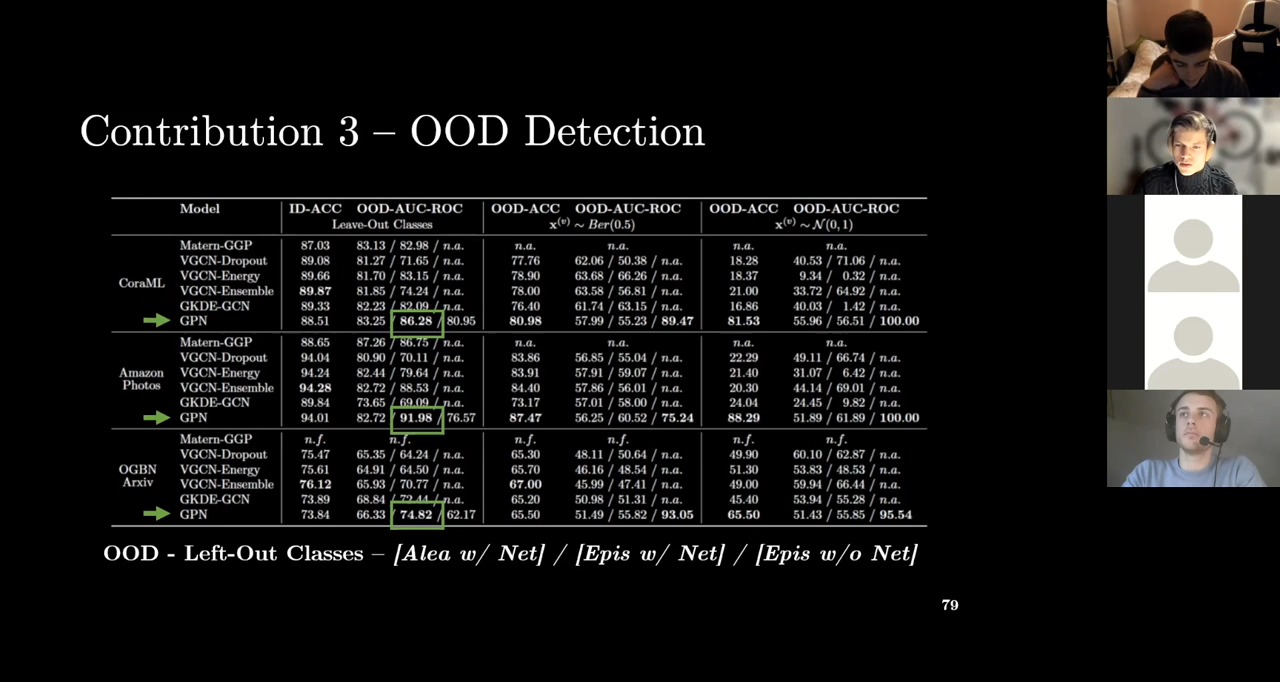 Contribution 3 – OOD Detection
Model ID-ACC OOD-AUC-ROC OOD-ACC OOD-AUC-ROC OOD-ACC OOD-AUC-ROC
Leave-Out Classes x^(v) ~ Ber(0.5) x^(v) ~ N(0, 1)
CoraML
Matern-GGP 87.03 83.13 / 82.98 / n.a. n.a. n.a. n.a. n.a.
VGCN-Dropout 89.08 81.27 / 71.65 / n.a. 77.76 62.06 / 50.38 / n.a. 18.28 40.53 / 71.06 / n.a.
VGCN-Energy 89.66 81.70 / 83.15 / n.a. 78.90 63.68 / 66.26 / n.a. 18.37 9.34 / 0.32 / n.a.
VGCN-Ensemble 89.87 81.85 / 74.24 / n.a. 78.00 63.58 / 56.81 / n.a. 21.00 33.72 / 64.92 / n.a.
GKDE-GCN 89.33 82.23 / 82.09 / n.a. 76.40 61.74 / 63.15 / n.a. 16.86 40.03 / 1.42 / n.a.
GPN 88.51 83.25 / 86.28 / 80.95 80.98 57.99 / 55.23 / 89.47 81.53 55.96 / 56.51 / 100.00
Amazon
Photos
Matern-GGP 88.65 87.26 / 86.75 / n.a. n.a. n.a. n.a. n.a.
VGCN-Dropout 94.04 80.90 / 70.11 / n.a. 83.86 56.85 / 55.04 / n.a. 22.29 49.11 / 66.74 / n.a.
VGCN-Energy 94.24 82.44 / 79.64 / n.a. 83.91 57.91 / 59.07 / n.a. 21.40 31.07 / 6.42 / n.a.
VGCN-Ensemble 94.28 82.72 / 88.53 / n.a. 84.40 57.86 / 56.01 / n.a. 20.30 44.14 / 69.01 / n.a.
GKDE-GCN 89.84 73.65 / 69.09 / n.a. 73.17 57.01 / 58.00 / n.a. 24.04 24.45 / 9.82 / n.a.
GPN 94.01 82.72 / 91.98 / 76.57 87.47 56.25 / 60.52 / 75.24 88.29 51.89 / 61.89 / 100.00
OGBN
Arxiv
Matern-GGP n.f. n.f. n.f. n.f. n.f. n.f.
VGCN-Dropout 75.47 65.35 / 64.24 / n.a. 65.30 48.11 / 50.64 / n.a. 49.90 60.10 / 62.87 / n.a.
VGCN-Energy 75.61 64.91 / 64.50 / n.a. 65.70 46.16 / 48.54 / n.a. 51.30 53.83 / 48.53 / n.a.
VGCN-Ensemble 76.12 65.93 / 70.77 / n.a. 67.00 45.99 / 47.41 / n.a. 49.00 59.94 / 66.44 / n.a.
GKDE-GCN 73.89 68.84 / 72.44 / n.a. 65.20 50.98 / 51.31 / n.a. 45.40 53.94 / 55.28 / n.a.
GPN 73.84 66.33 / 74.82 / 62.17 65.50 51.49 / 55.82 / 93.05 65.50 51.43 / 55.85 / 95.54
OOD - Left-Out Classes – [Alea w/ Net] / [Epis w/ Net] / [Epis w/o Net]
79